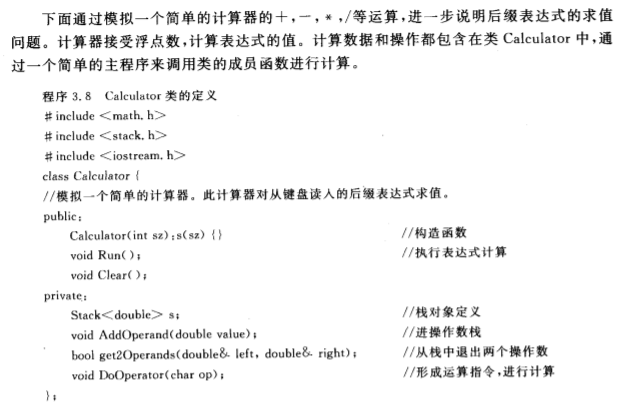 下面通过模拟一个简单的计算器的+,-,*,/等运算,进一步说明后缀表达式的求值
问题。计算器接受浮点数,计算表达式的值。计算数据和操作都包含在类 Calculator 中,通
过一个简单的主程序来调用类的成员函数进行计算。
程序 3.8 Calculator 类的定义
#include <math.h>
#include <stack.h>
#include <iostream.h>
class Calculator {
//模拟一个简单的计算器。此计算器对从键盘读入的后缀表达式求值。
public:
Calculator(int sz):s(sz) {} //构造函数
void Run(); //执行表达式计算
void Clear();
private:
Stack<double> s; //栈对象定义
void AddOperand(double value); //进操作数栈
bool get2Operands(double& left, double& right); //从栈中退出两个操作数
void DoOperator(char op); //形成运算指令,进行计算
};